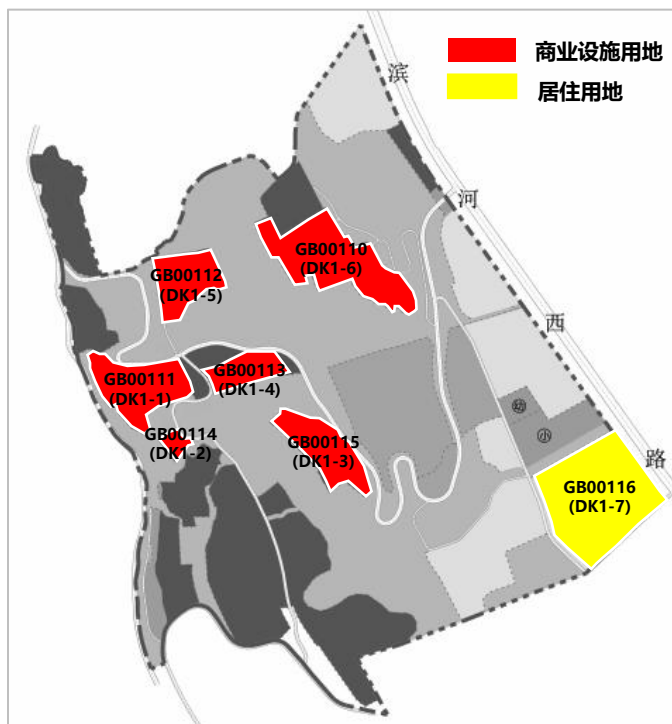 商业设施用地
居住用地
滨
河
西
路
GB00110
(DK1-6)
GB00112
(DK1-5)
GB00111
(DK1-1)
GB00113
(DK1-4)
GB00114
(DK1-2)
GB00115
(DK1-3)
幼
小
GB00116
(DK1-7)